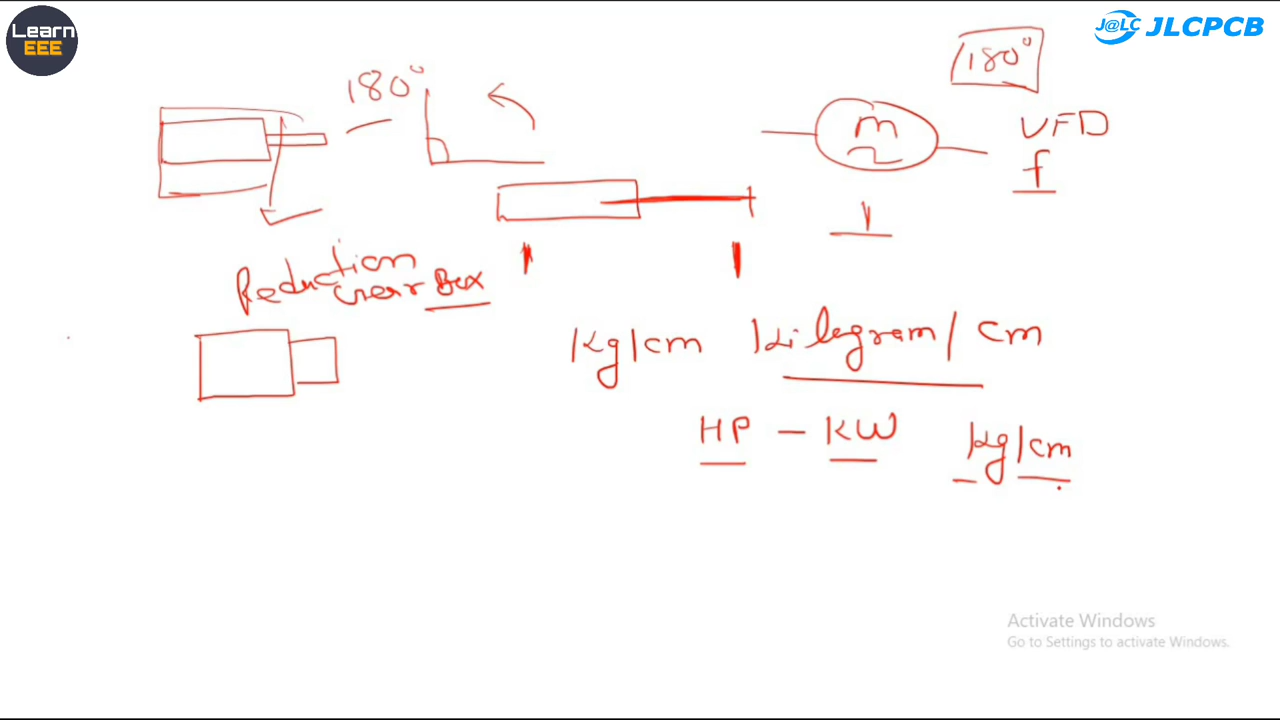 Learn
EEE
J@LC JLCPCB
180°
180°
m
VFD
f
Reduction
Gear Box
Kg/cm Kilogram/cm
HP - KW Kg/cm
Activate Windows
Go to Settings to activate Windows.